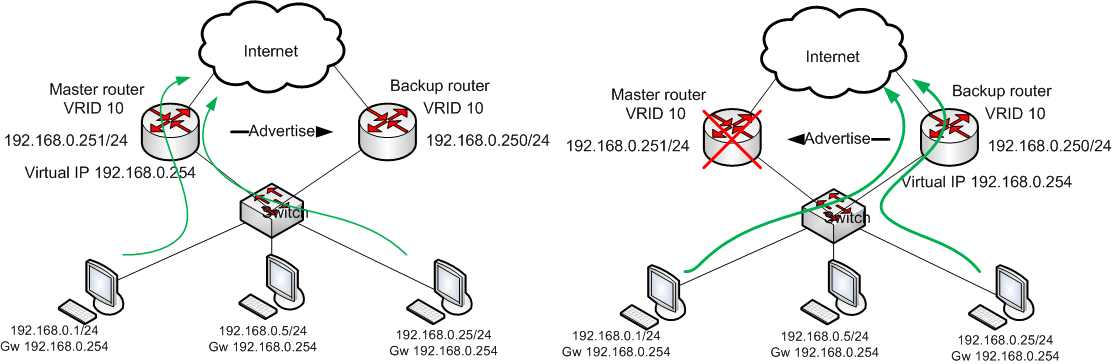 Internet
Master router
VRID 10
192.168.0.251/24
Backup router
VRID 10
192.168.0.250/24
Advertise
Virtual IP 192.168.0.254
Switch
192.168.0.1/24
Gw 192.168.0.254
192.168.0.5/24
Gw 192.168.0.254
192.168.0.25/24
Gw 192.168.0.254
Internet
Master router
VRID 10
192.168.0.251/24
Backup router
VRID 10
192.168.0.250/24
Advertise
Virtual IP 192.168.0.254
Switch
192.168.0.1/24
Gw 192.168.0.254
192.168.0.5/24
Gw 192.168.0.254
192.168.0.25/24
Gw 192.168.0.254